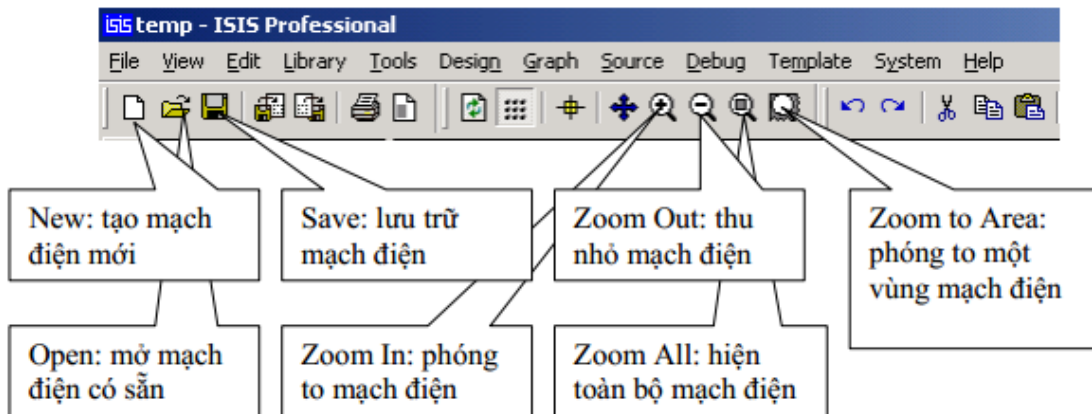 isis temp - ISIS Professional
File View Edit Library Tools Design Graph Source Debug Template System Help
New: tạo mạch
điện mới
Save: lưu trữ
mạch điện
Zoom Out: thu
nhỏ mạch điện
Zoom to Area:
phóng to một
vùng mạch điện
Open: mở mạch
điện có sẵn
Zoom In: phóng
to mạch điện
Zoom All: hiện
toàn bộ mạch điện